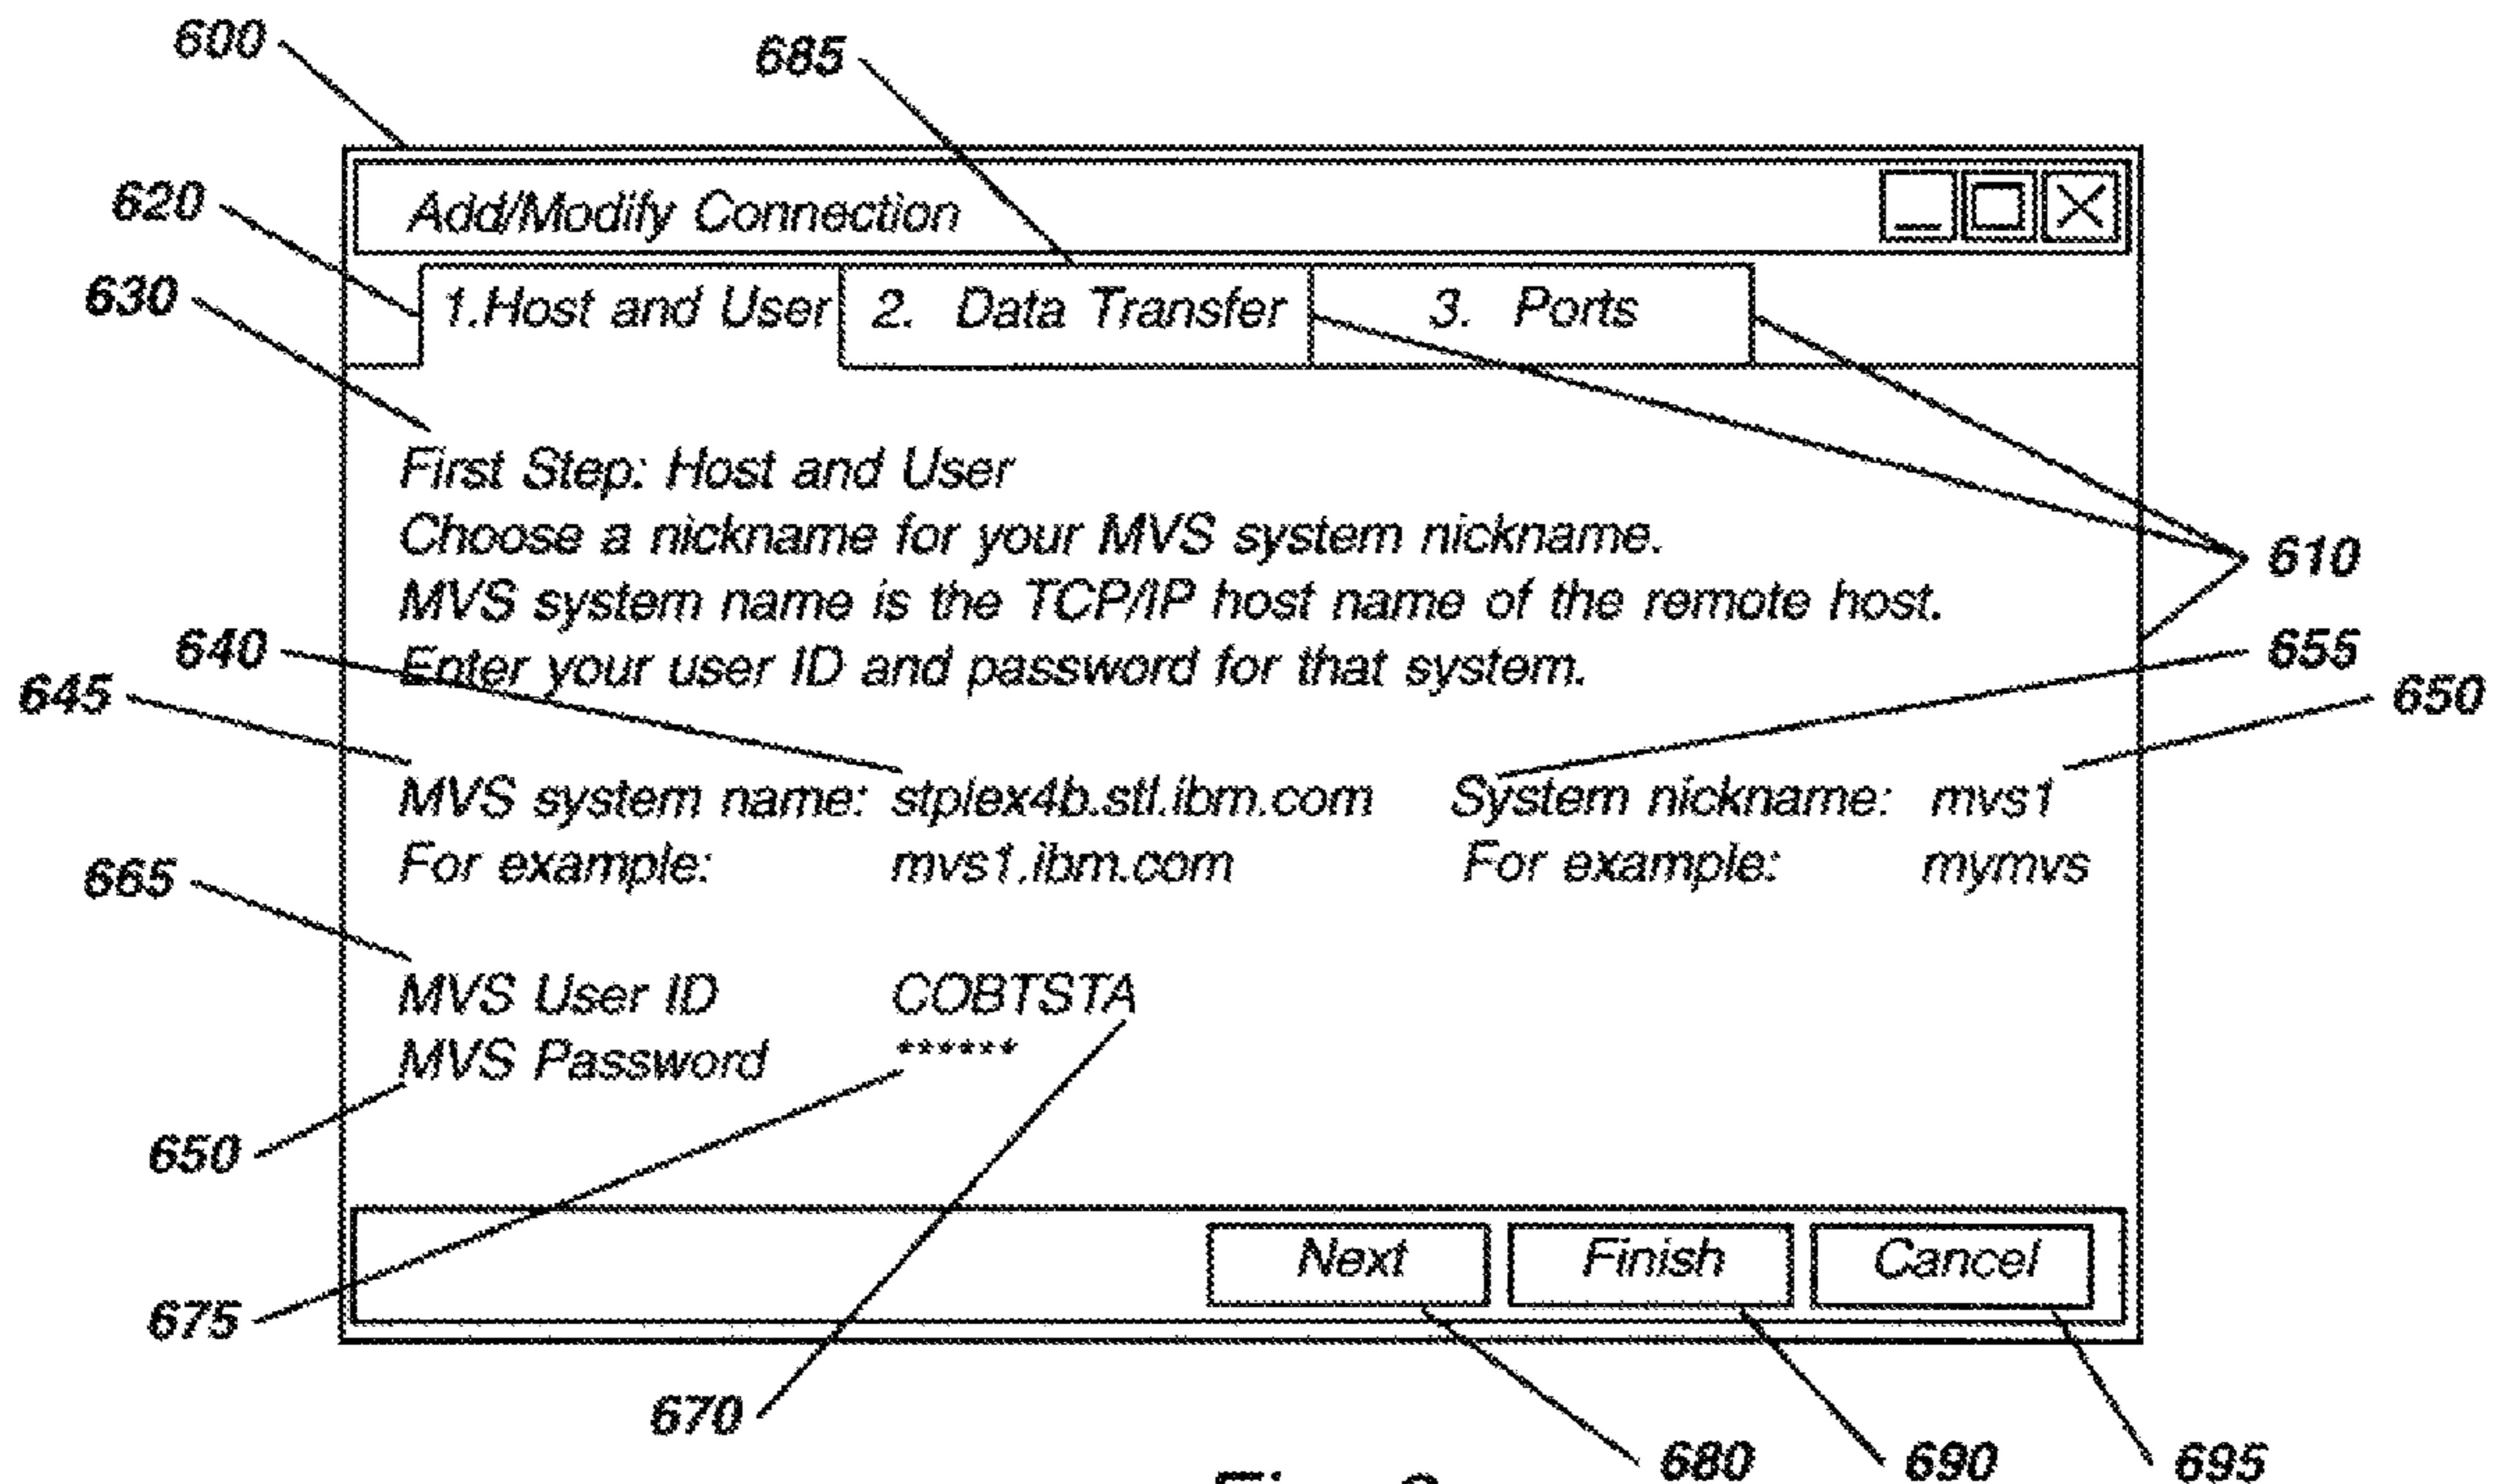 600
685
620
Add/Modify Connection
630
1.Host and User 2. Data Transfer 3. Ports
First Step: Host and User
Choose a nickname for your MVS system nickname.
610
MVS system name is the TCP/IP host name of the remote host.
640
Enter your user ID and password for that system.
655
645
650
MVS system name: stplex4b.stl.ibm.com System nickname: mvs1
For example: mvs1.ibm.com For example: mymvs
665
MVS User ID COBTSTA
MVS Password ******
650
Next Finish Cancel
675
670
680
690
695